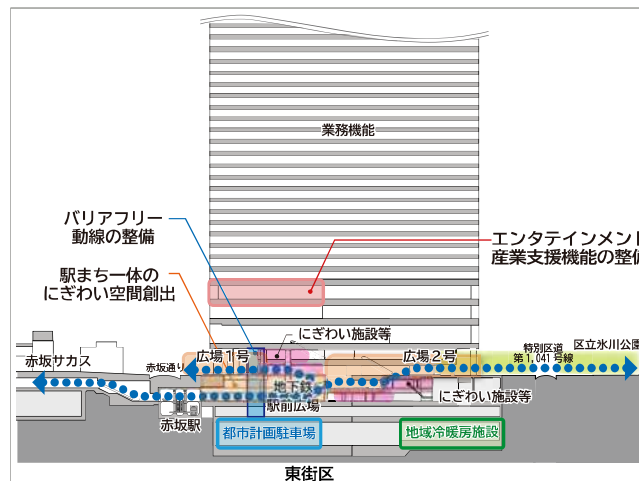 業務機能
バリアフリー
動線の整備
エンタテインメント
産業支援機能の整備
駅まち一体の
にぎわい空間創出
にぎわい施設等
赤坂サカス
赤坂通り
広場1号
広場2号
特別区道
第1,041号線
区立氷川公園
地下鉄
駅前広場
にぎわい施設等
赤坂駅
都市計画駐車場
地域冷暖房施設
東街区